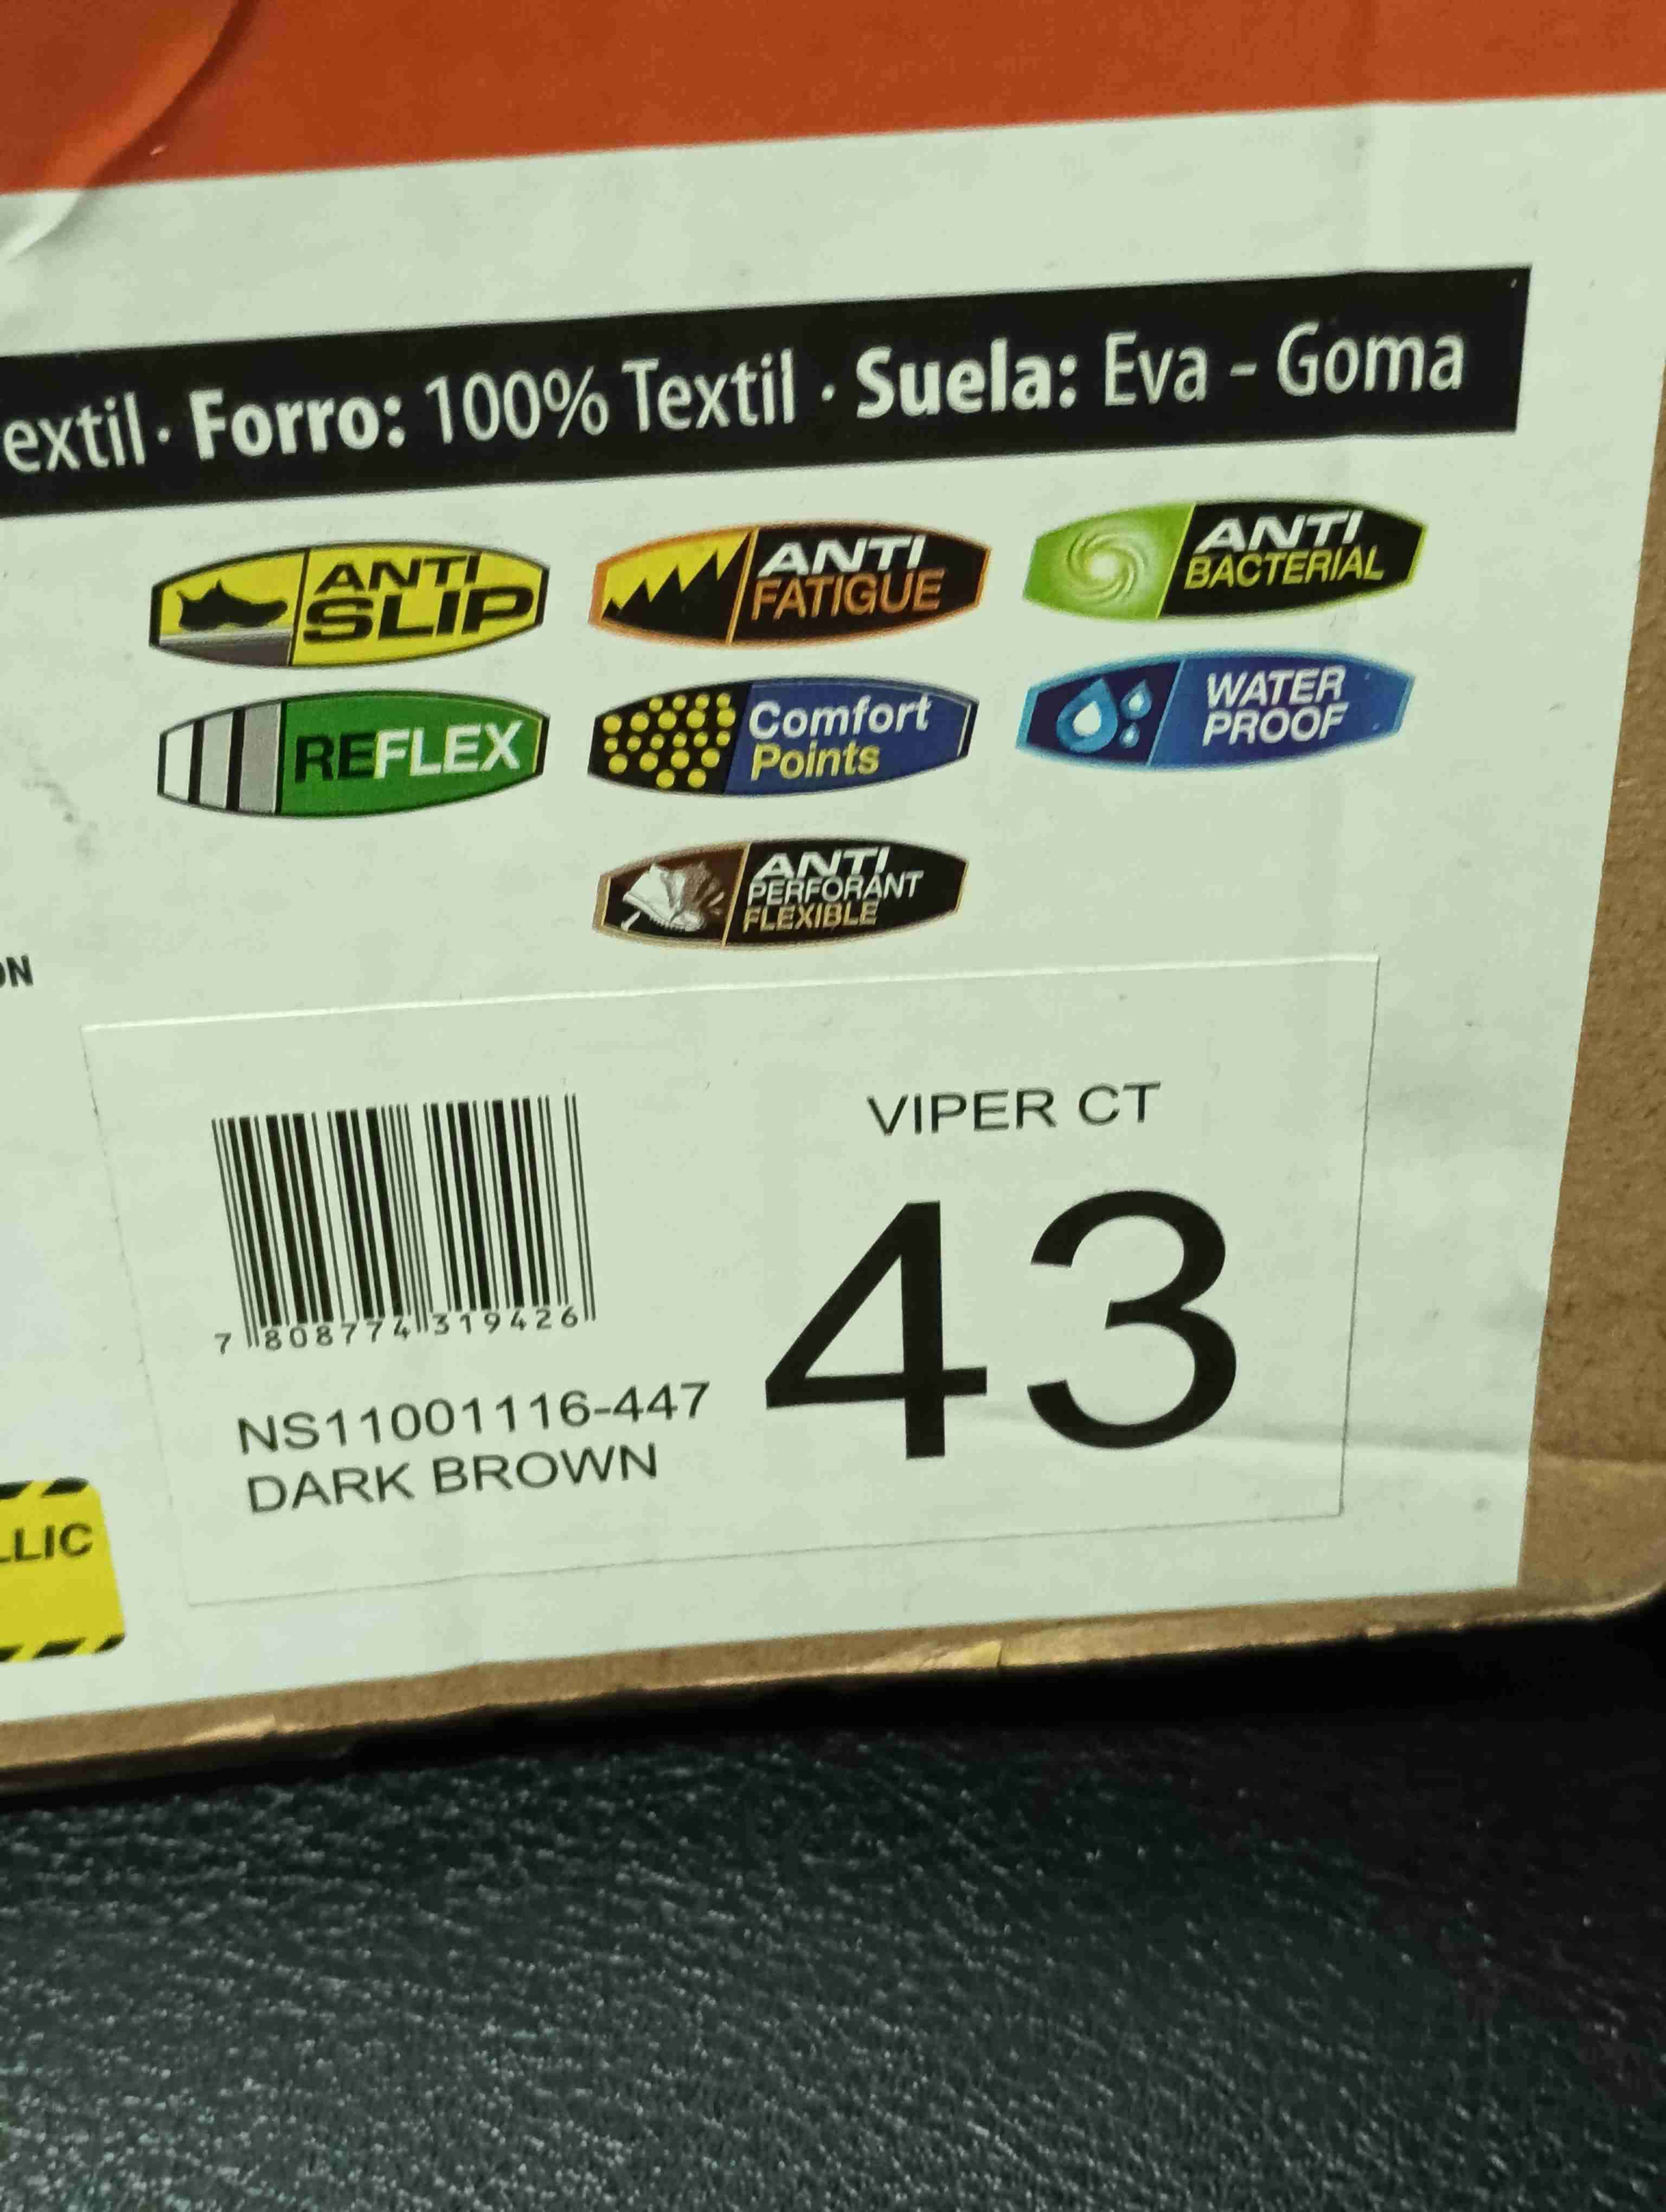 extil · Forro: 100% Textil · Suela: Eva - Goma
ANTI SLIP
ANTI FATIGUE
ANTI BACTERIAL
REFLEX
Comfort Points
WATER PROOF
ANTI PERFORANT FLEXIBLE
ON
VIPER CT
43
7 808774 319426
NS11001116-447
DARK BROWN
LLIC